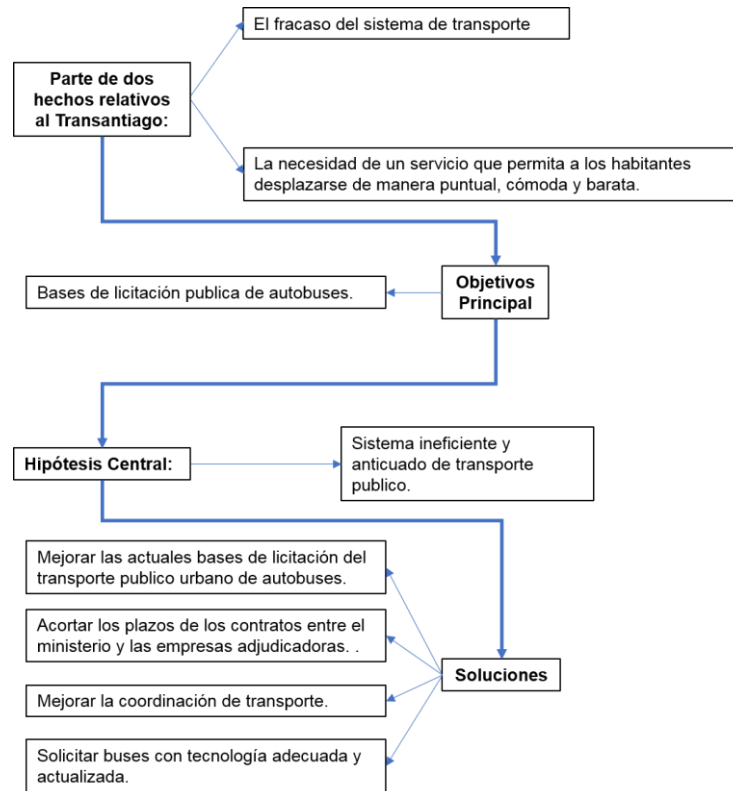 El fracaso del sistema de transporte
Parte de dos
hechos relativos
al Transantiago:
La necesidad de un servicio que permita a los habitantes
desplazarse de manera puntual, cómoda y barata.
Objetivos
Principal
Bases de licitación publica de autobuses.
Hipótesis Central:
Sistema ineficiente y
anticuado de transporte
publico.
Mejorar las actuales bases de licitación del
transporte publico urbano de autobuses.
Acortar los plazos de los contratos entre el
ministerio y las empresas adjudicadoras. .
Soluciones
Mejorar la coordinación de transporte.
Solicitar buses con tecnología adecuada y
actualizada.